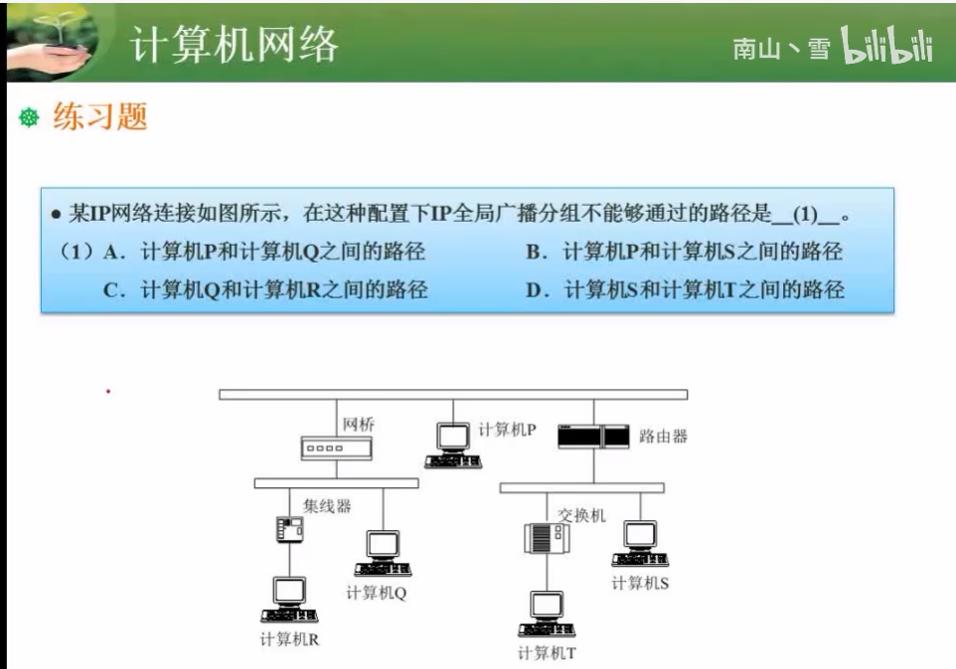 计算机网络
南山丶雪 bilibili
练习题
● 某IP网络连接如图所示，在这种配置下IP全局广播分组不能够通过的路径是__(1)__。
（1）A．计算机P和计算机Q之间的路径 B．计算机P和计算机S之间的路径
C．计算机Q和计算机R之间的路径 D．计算机S和计算机T之间的路径
网桥
计算机P
路由器
集线器
交换机
计算机Q
计算机S
计算机R
计算机T